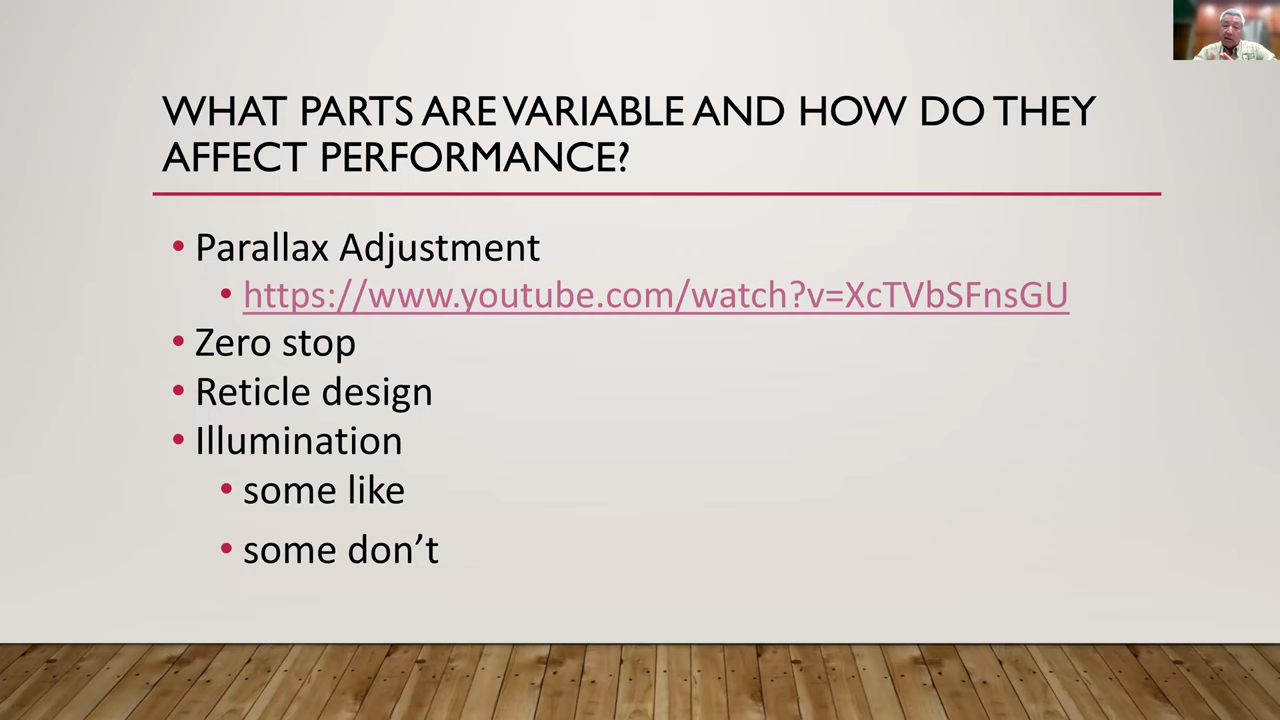 WHAT PARTS ARE VARIABLE AND HOW DO THEY
AFFECT PERFORMANCE?
• Parallax Adjustment
• https://www.youtube.com/watch?v=XcTVbSFnsGU
• Zero stop
• Reticle design
• Illumination
• some like
• some don’t